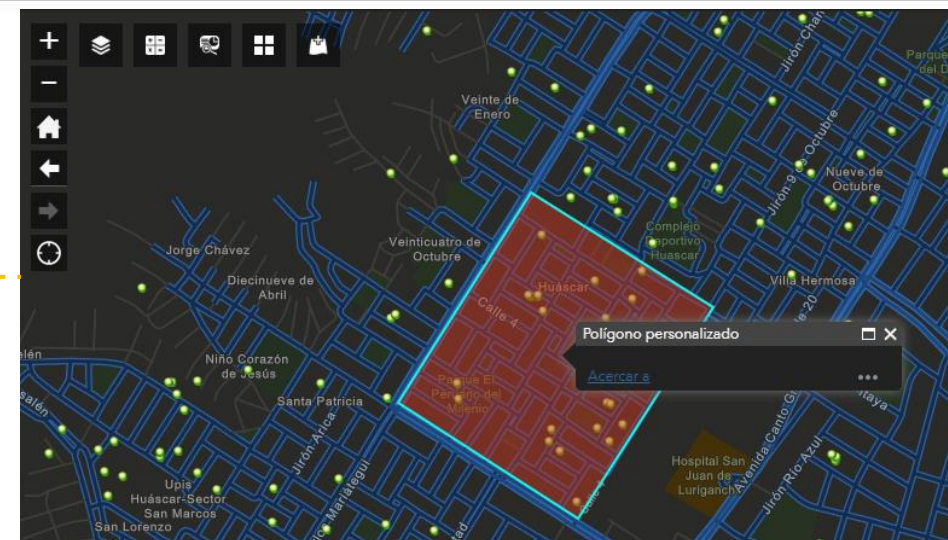 Jirón Chan
Parque
del D
Veinte de
Enero
Jirón 9 de Octubre
Nueve de
Octubre
Complejo
Deportivo
Huascar
Jorge Chávez
Veinticuatro de
Octubre
Diecinueve de
Abril
Huáscar
Villa Hermosa
Calle 4
Calle 20
Polígono personalizado
Acercar a
Niño Corazón
de Jesús
Parque El
Peruano del
Milenio
Santa Patricia
Jirón Arica
Hospital San
Juan de
Lurigancho
Avenida Canto G
Jirón Río Azul
Upis
Huáscar-Sector
San Marcos
San Lorenzo